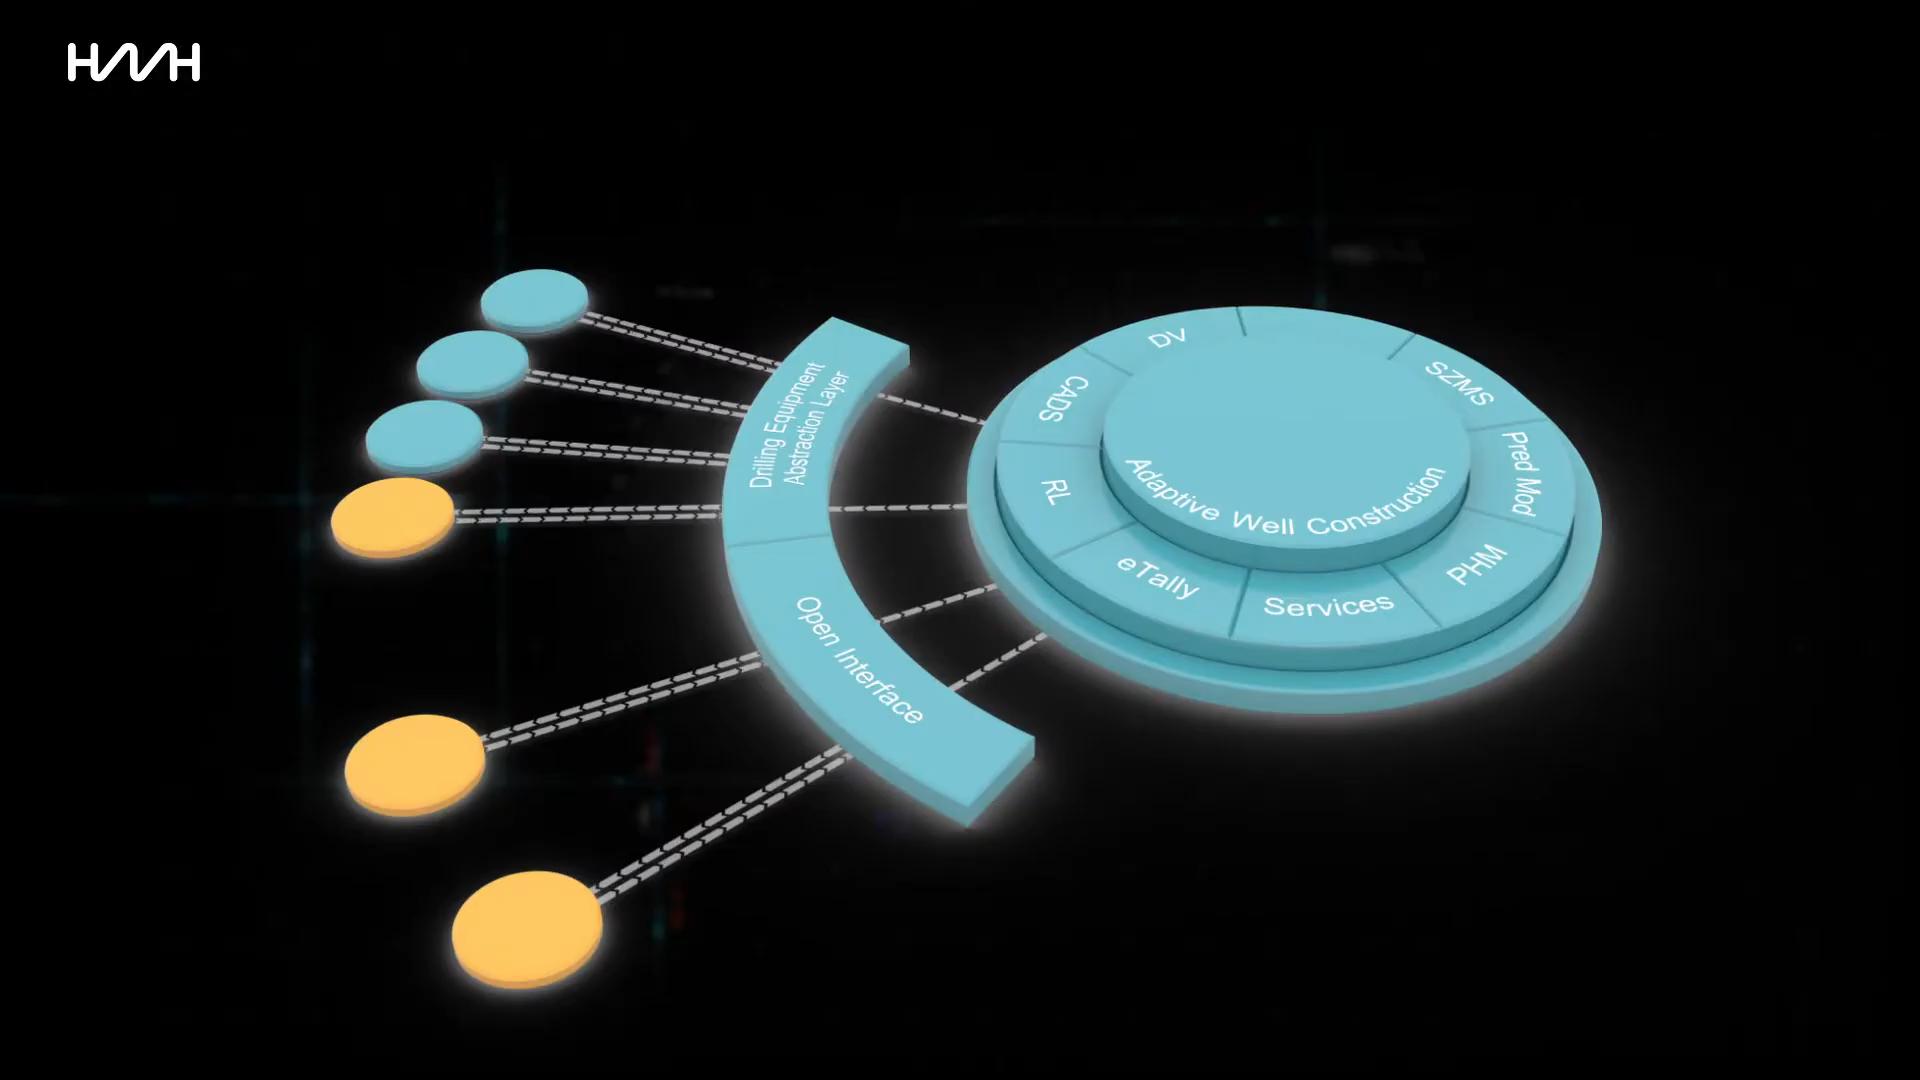 HMH
Drilling Equipment
Abstraction Layer
Open Interface
DV
CADS
RL
eTally
Services
PHM
Pred Mod
SZMS
Adaptive Well Construction